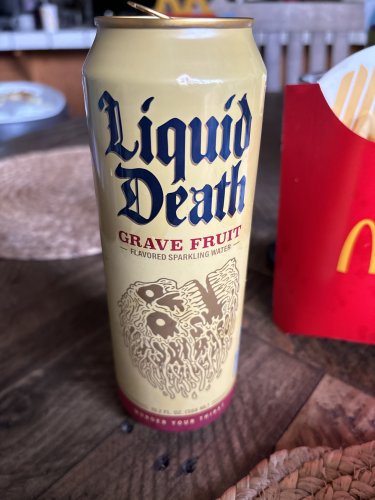 Liquid
Death
GRAVE FRUIT
FLAVORED SPARKLING WATER
MURDER YOUR THIRST